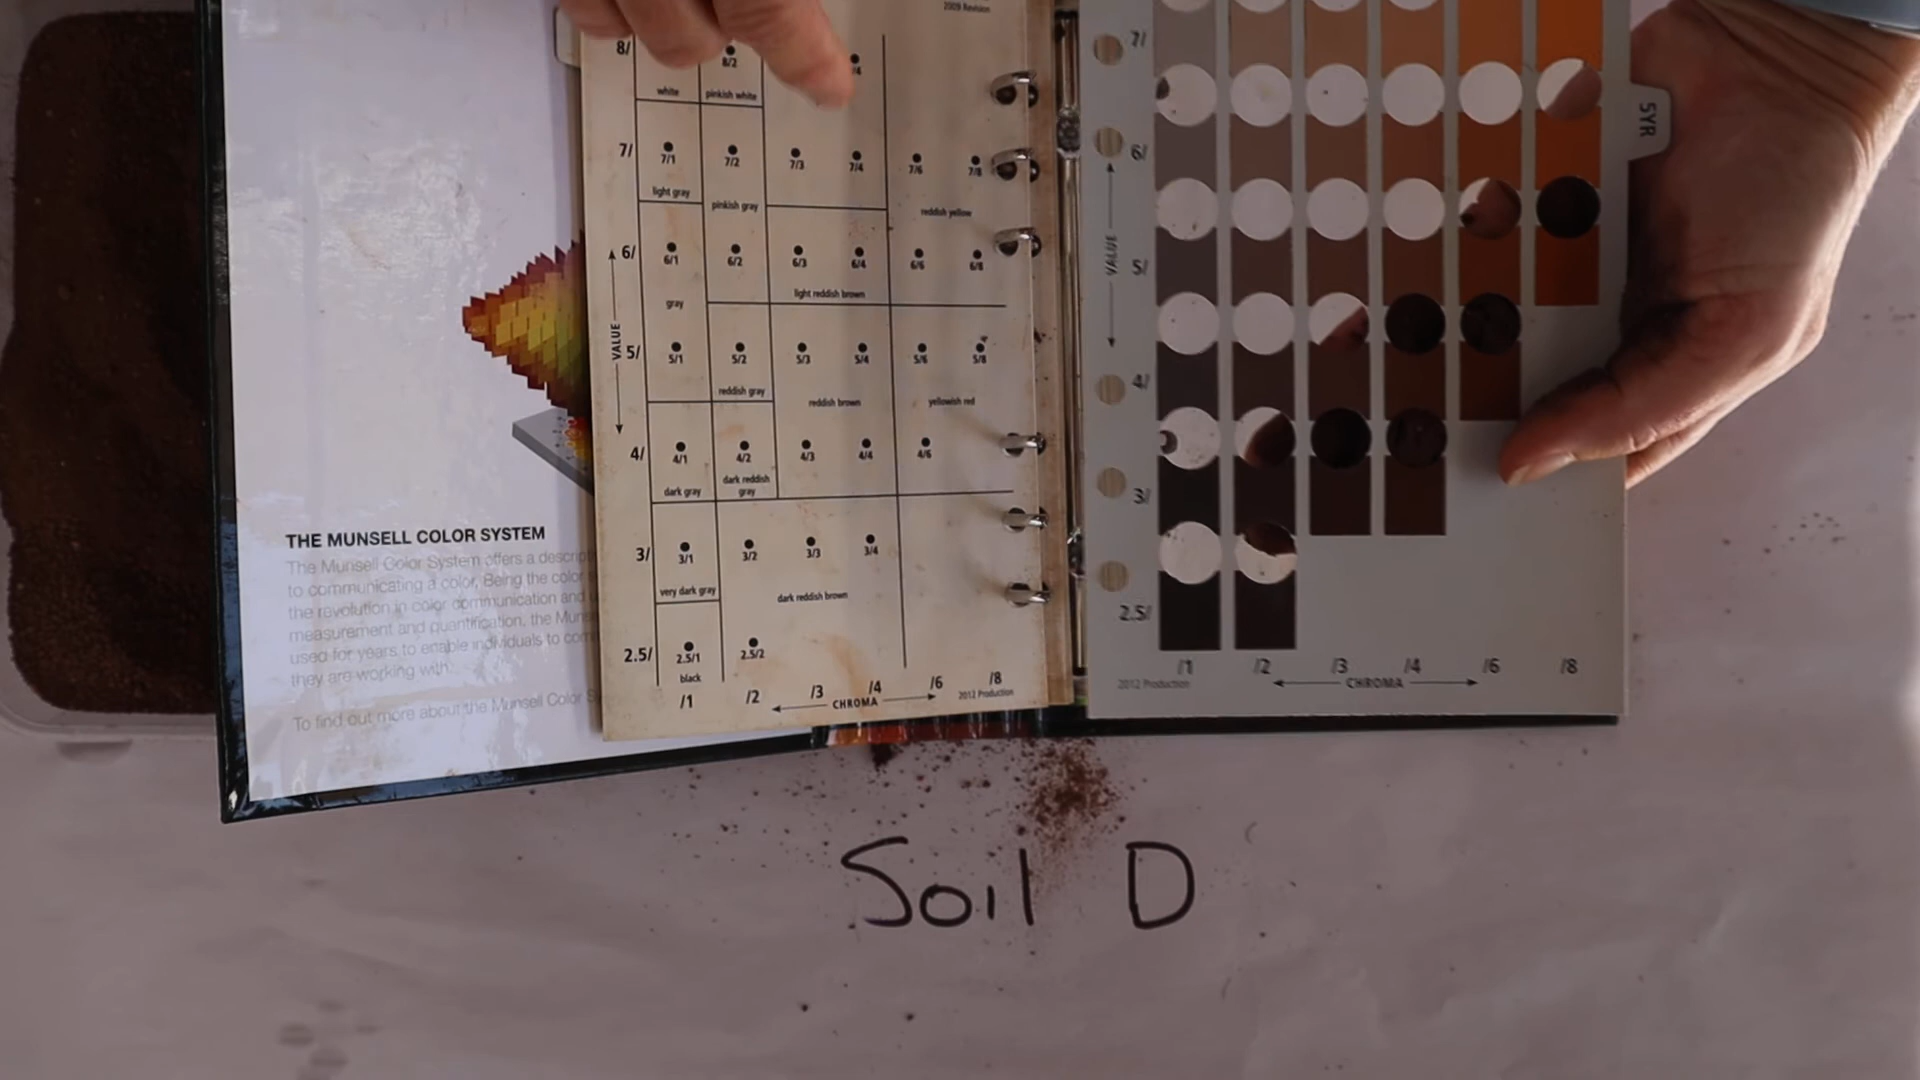 2009 Revision
8/
8/2
/4
white
pinkish white
7/
7/1
7/2
7/3
7/4
7/6
7/8
light gray
pinkish gray
reddish yellow
6/
6/1
6/2
6/3
6/4
6/6
6/8
gray
light reddish brown
VALUE
5/
5/1
5/2
5/3
5/4
5/6
5/8
reddish gray
reddish brown
yellowish red
4/
4/1
4/2
4/3
4/4
4/6
dark gray
dark reddish
gray
3/
3/1
3/2
3/3
3/4
very dark gray
dark reddish brown
2.5/
2.5/1
2.5/2
black
/1
/2
/3
/4
/6
/8
CHROMA
2012 Production
7/
6/
VALUE
5/
4/
3/
2.5/
/1
/2
/3
/4
/6
/8
CHROMA
2012 Production
5YR
THE MUNSELL COLOR SYSTEM
The Munsell Color System offers a
to communicating a color. Being the color
the revolution in color communication and
measurement and quantification, the
used for years to enable individuals to
they are working with.
To find out more about the Munsell Color
Soil D